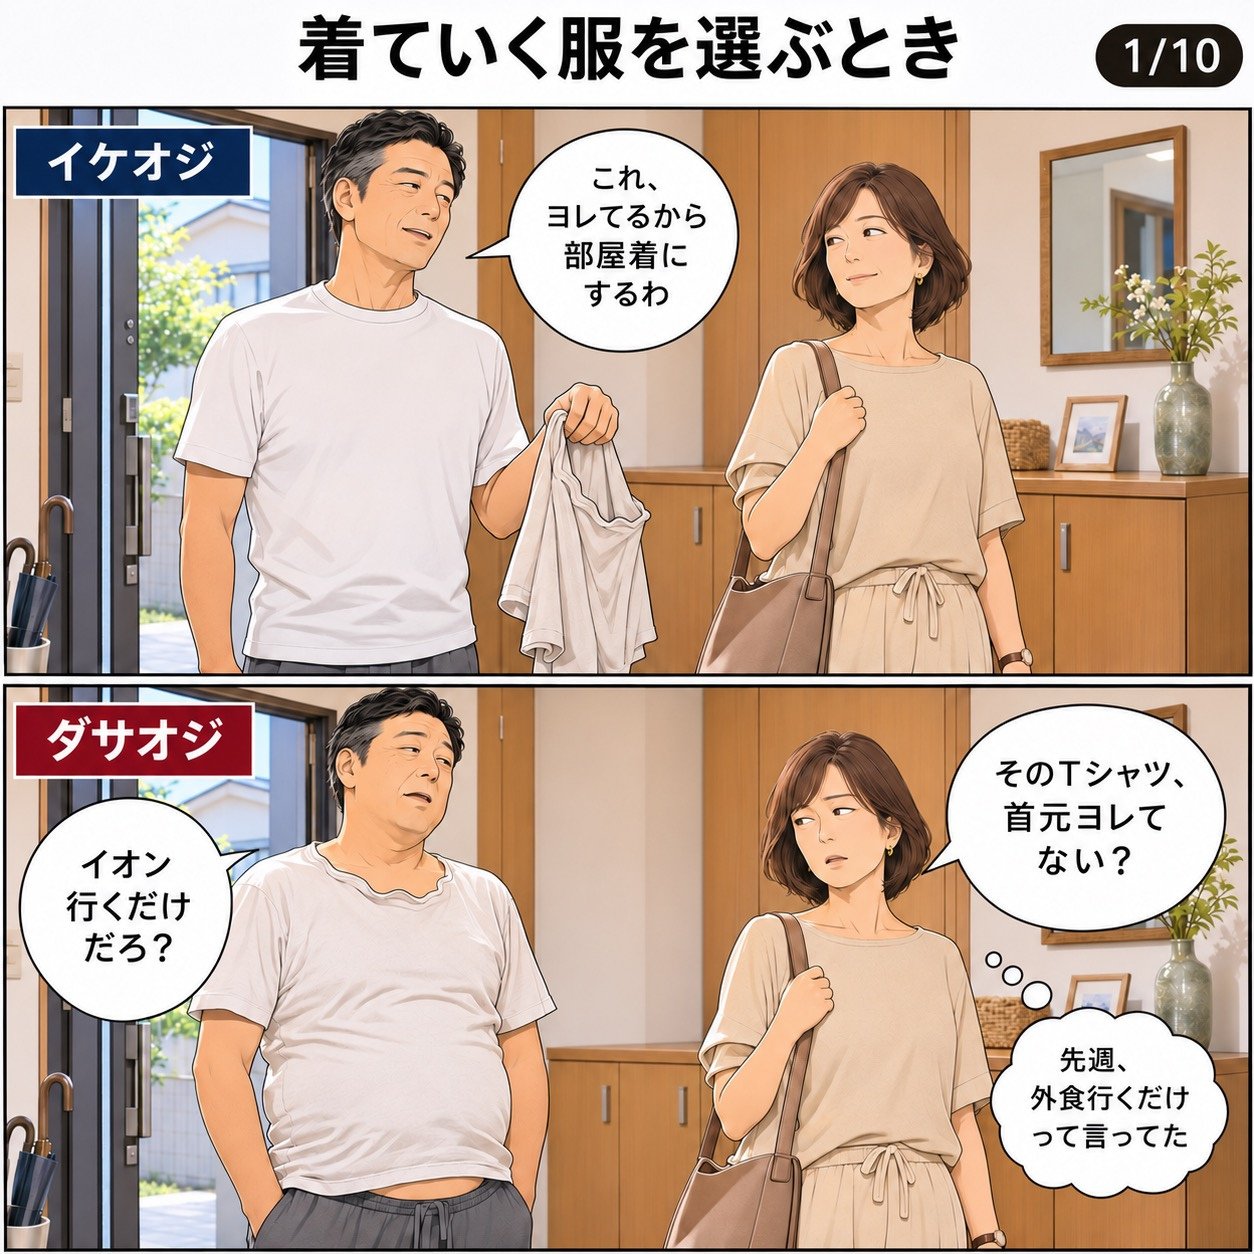 着ていく服を選ぶとき
1/10
イケオジ
これ、
ヨレてるから
部屋着に
するわ
ダサオジ
イオン
行くだけ
だろ？
そのTシャツ、
首元ヨレて
ない？
先週、
外食行くだけ
って言ってた